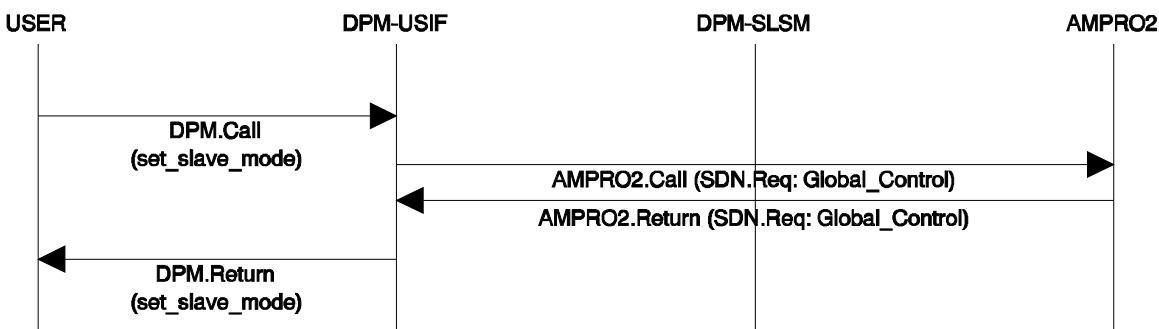 USER DPM-USIF DPM-SLSM AMPRO2
DPM.Call
(set_slave_mode)
AMPRO2.Call (SDN.Req: Global_Control)
AMPRO2.Return (SDN.Req: Global_Control)
DPM.Return
(set_slave_mode)